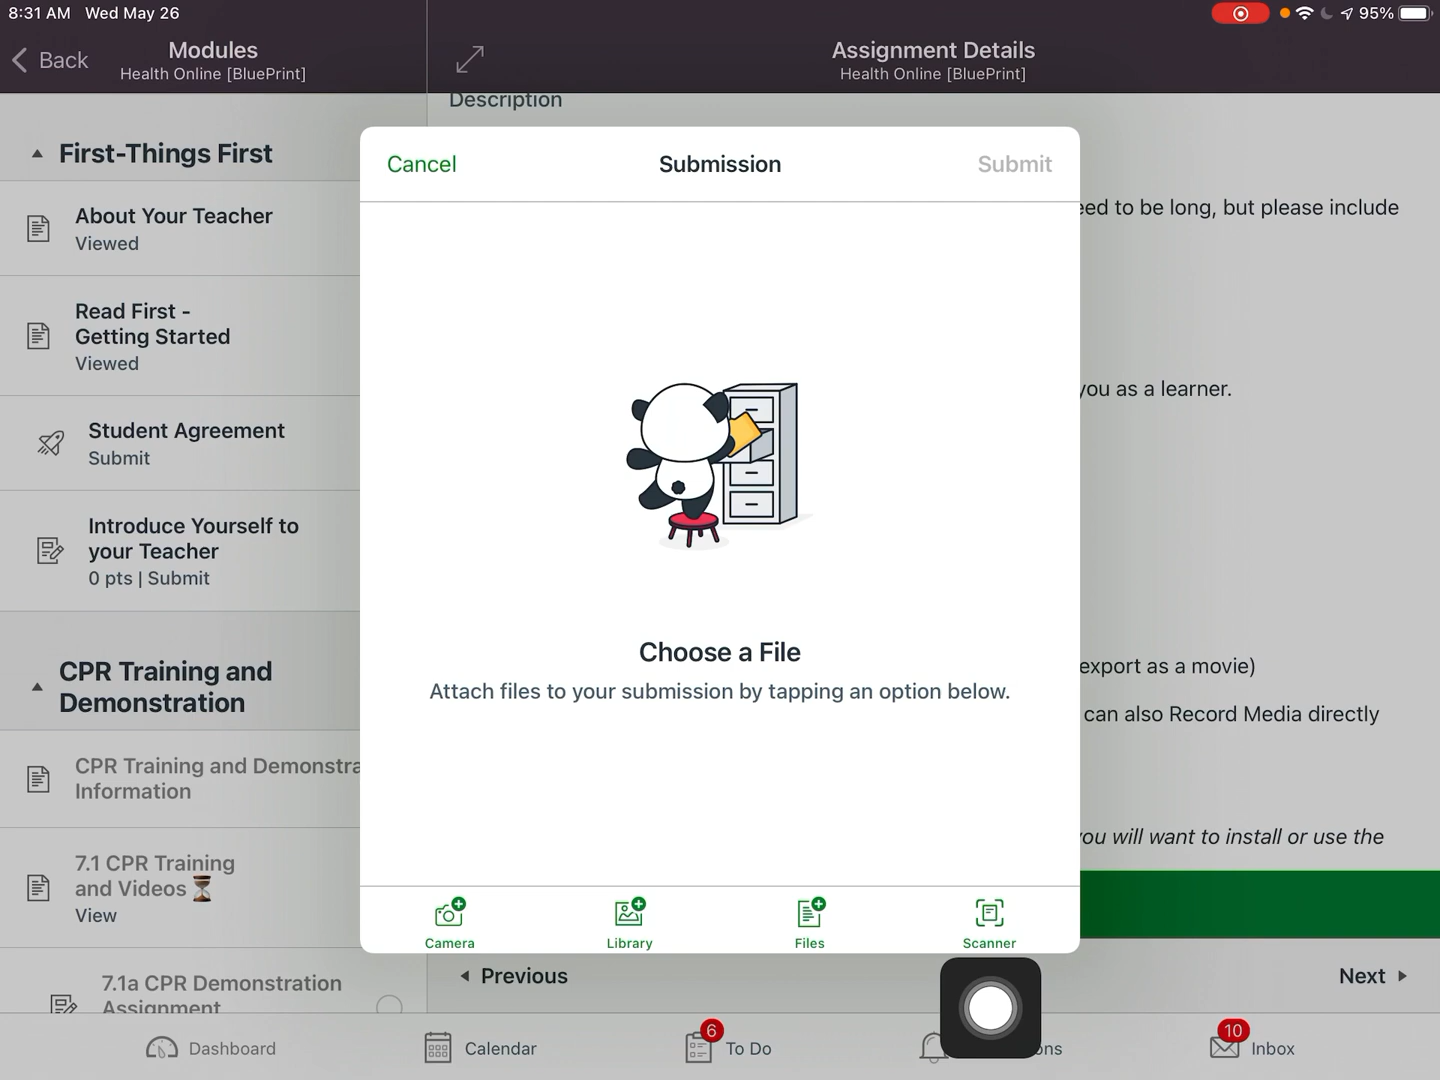 8:31 AM Wed May 26
95%
Back
Modules
Health Online [BluePrint]
Assignment Details
Health Online [BluePrint]
First-Things First
About Your Teacher
Viewed
Read First -
Getting Started
Viewed
Student Agreement
Submit
Introduce Yourself to
your Teacher
0 pts | Submit
CPR Training and
Demonstration
CPR Training and Demonstra
Information
7.1 CPR Training
and Videos ⏳
View
7.1a CPR Demonstration
Assignment
Description
eed to be long, but please include
you as a learner.
export as a movie)
can also Record Media directly
you will want to install or use the
Cancel
Submission
Submit
Choose a File
Attach files to your submission by tapping an option below.
Camera
Library
Files
Scanner
Previous
Next
Dashboard
Calendar
6
To Do
ons
10
Inbox